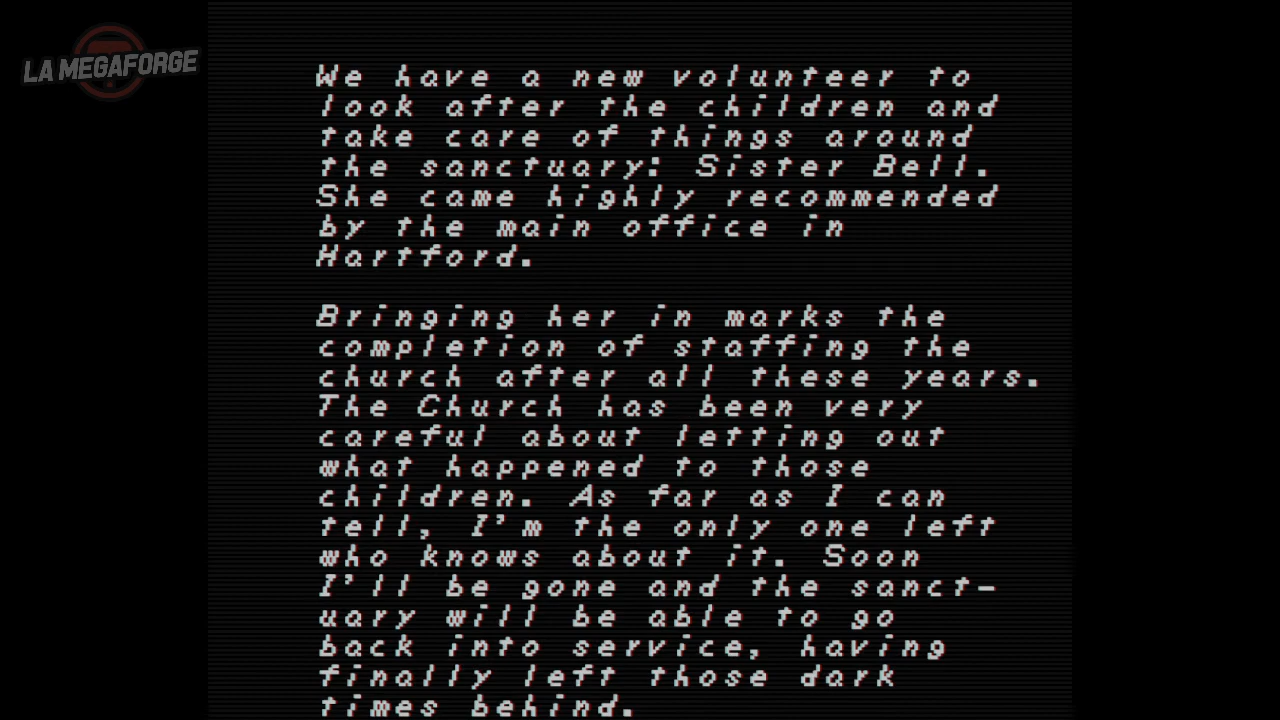 LA MEGAFORGE
We have a new volunteer to
look after the children and
take care of things around
the sanctuary: Sister Bell.
She came highly recommended
by the main office in
Hartford.
Bringing her in marks the
completion of staffing the
church after all these years.
The Church has been very
careful about letting out
what happened to those
children. As far as I can
tell, I'm the only one left
who knows about it. Soon
I'll be gone and the sanct-
uary will be able to go
back into service, having
finally left those dark
times behind.